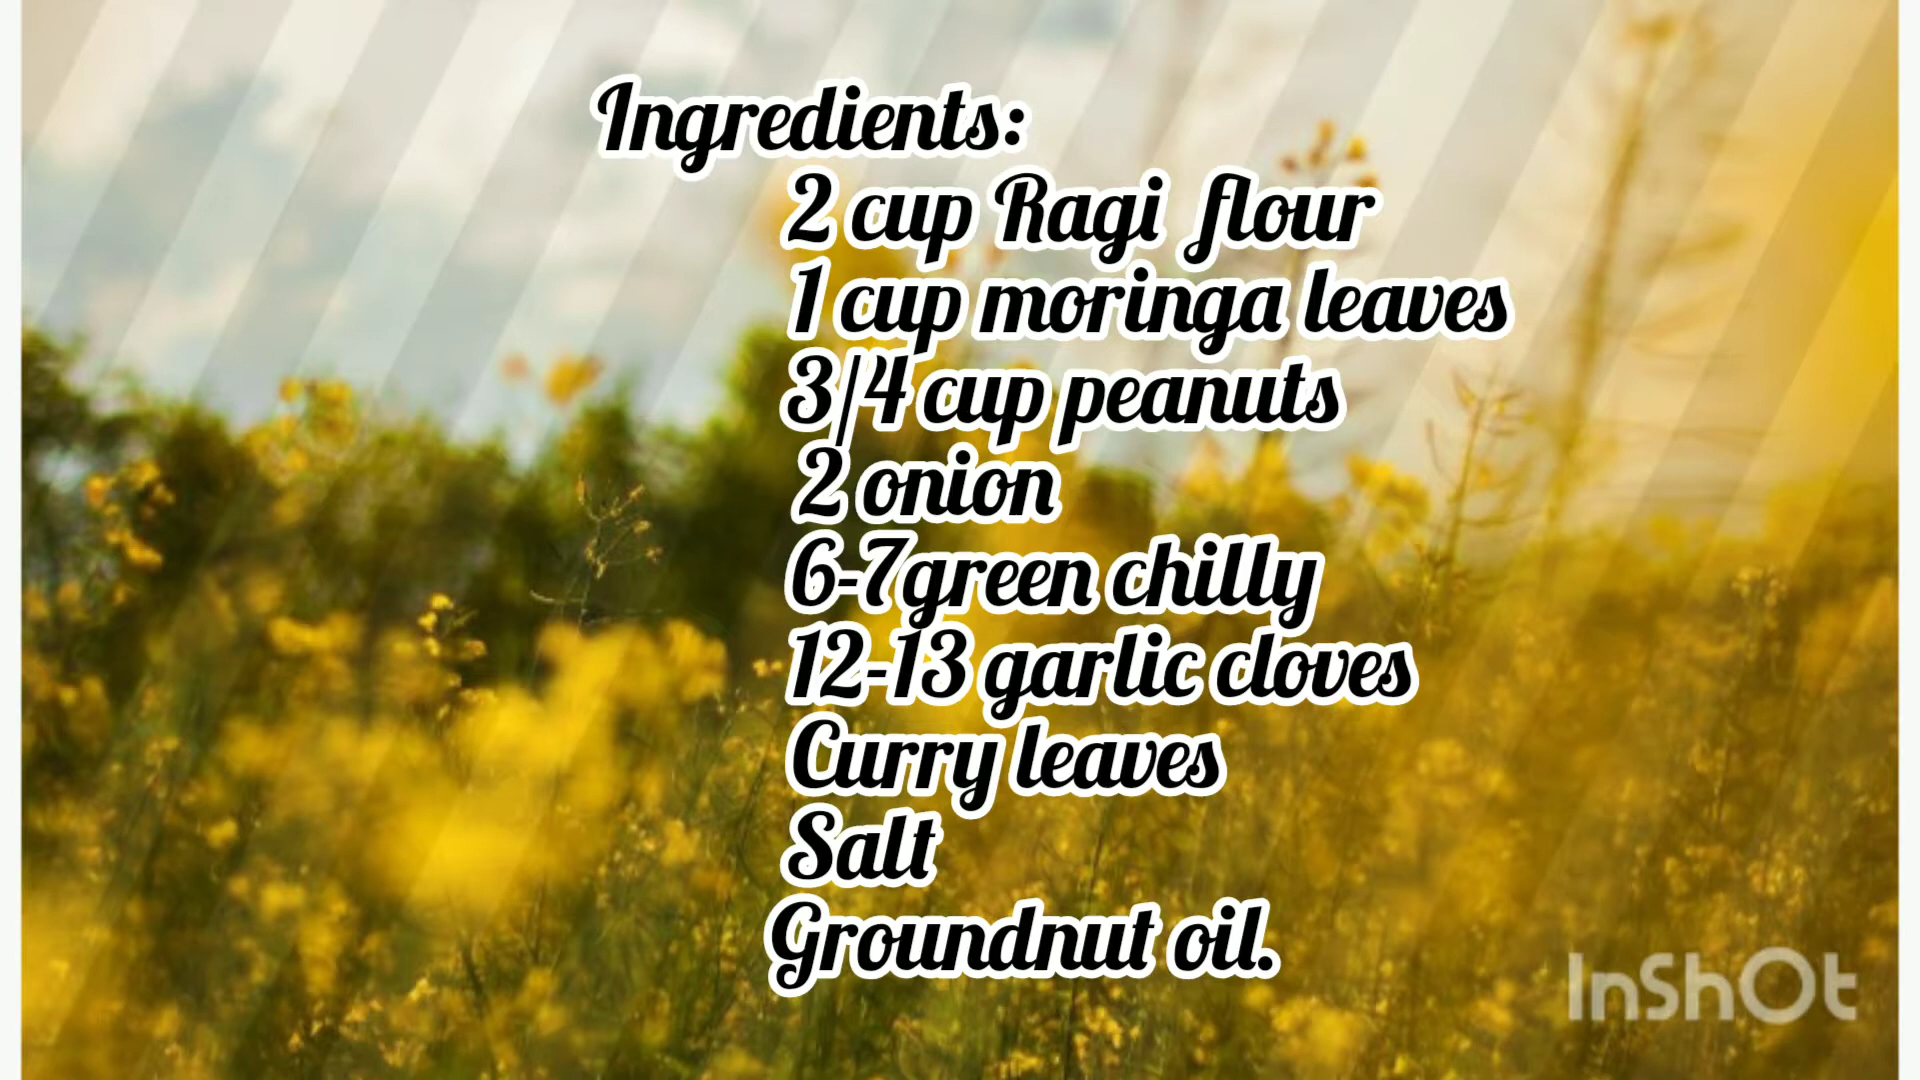 Ingredients:
2 cup Ragi flour
1 cup moringa leaves
3/4 cup peanuts
2 onion
6-7green chilly
12-13 garlic cloves
Curry leaves
Salt
Groundnut oil.
InShOt